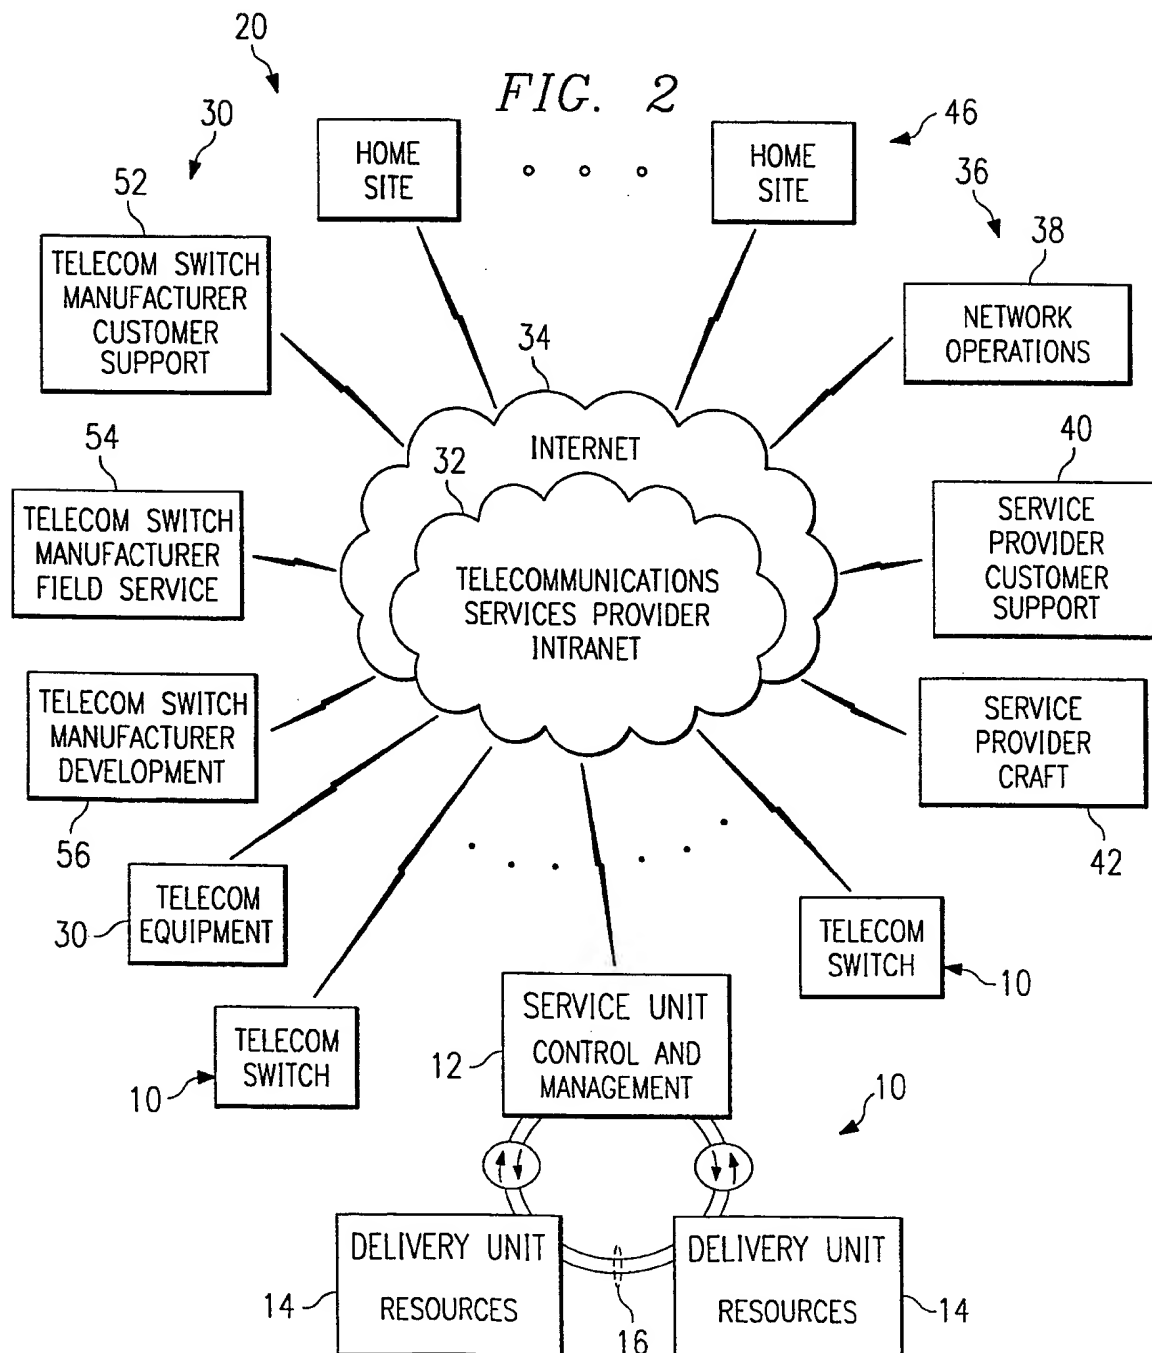 20
FIG. 2
30
46
HOME
SITE
HOME
SITE
52
36
38
TELECOM SWITCH
MANUFACTURER
CUSTOMER
SUPPORT
NETWORK
OPERATIONS
34
INTERNET
54
32
40
TELECOM SWITCH
MANUFACTURER
FIELD SERVICE
SERVICE
PROVIDER
CUSTOMER
SUPPORT
TELECOMMUNICATIONS
SERVICES PROVIDER
INTRANET
TELECOM SWITCH
MANUFACTURER
DEVELOPMENT
SERVICE
PROVIDER
CRAFT
56
42
TELECOM
EQUIPMENT
30
TELECOM
SWITCH
10
TELECOM
SWITCH
10
SERVICE UNIT
CONTROL AND
MANAGEMENT
12
10
DELIVERY UNIT
RESOURCES
14
DELIVERY UNIT
RESOURCES
14
16